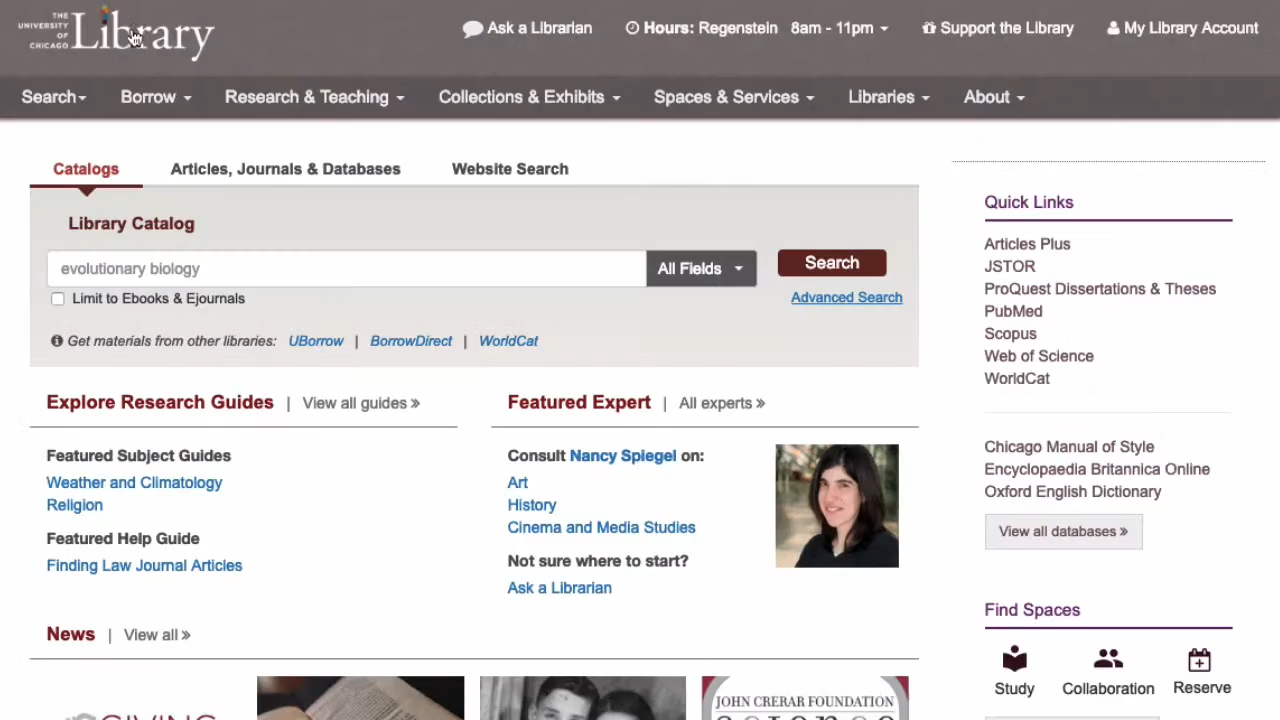 THE
UNIVERSITY
OF
CHICAGO
Library
Ask a Librarian
Hours: Regenstein 8am - 11pm
Support the Library
My Library Account
Search
Borrow
Research & Teaching
Collections & Exhibits
Spaces & Services
Libraries
About
Catalogs
Articles, Journals & Databases
Website Search
Library Catalog
evolutionary biology
All Fields
Search
Limit to Ebooks & Ejournals
Advanced Search
Get materials from other libraries: UBorrow | BorrowDirect | WorldCat
Explore Research Guides | View all guides »
Featured Subject Guides
Weather and Climatology
Religion
Featured Help Guide
Finding Law Journal Articles
Featured Expert | All experts »
Consult Nancy Spiegel on:
Art
History
Cinema and Media Studies
Not sure where to start?
Ask a Librarian
News | View all »
JOHN CRERAR FOUNDATION
Quick Links
Articles Plus
JSTOR
ProQuest Dissertations & Theses
PubMed
Scopus
Web of Science
WorldCat
Chicago Manual of Style
Encyclopaedia Britannica Online
Oxford English Dictionary
View all databases »
Find Spaces
Study
Collaboration
Reserve